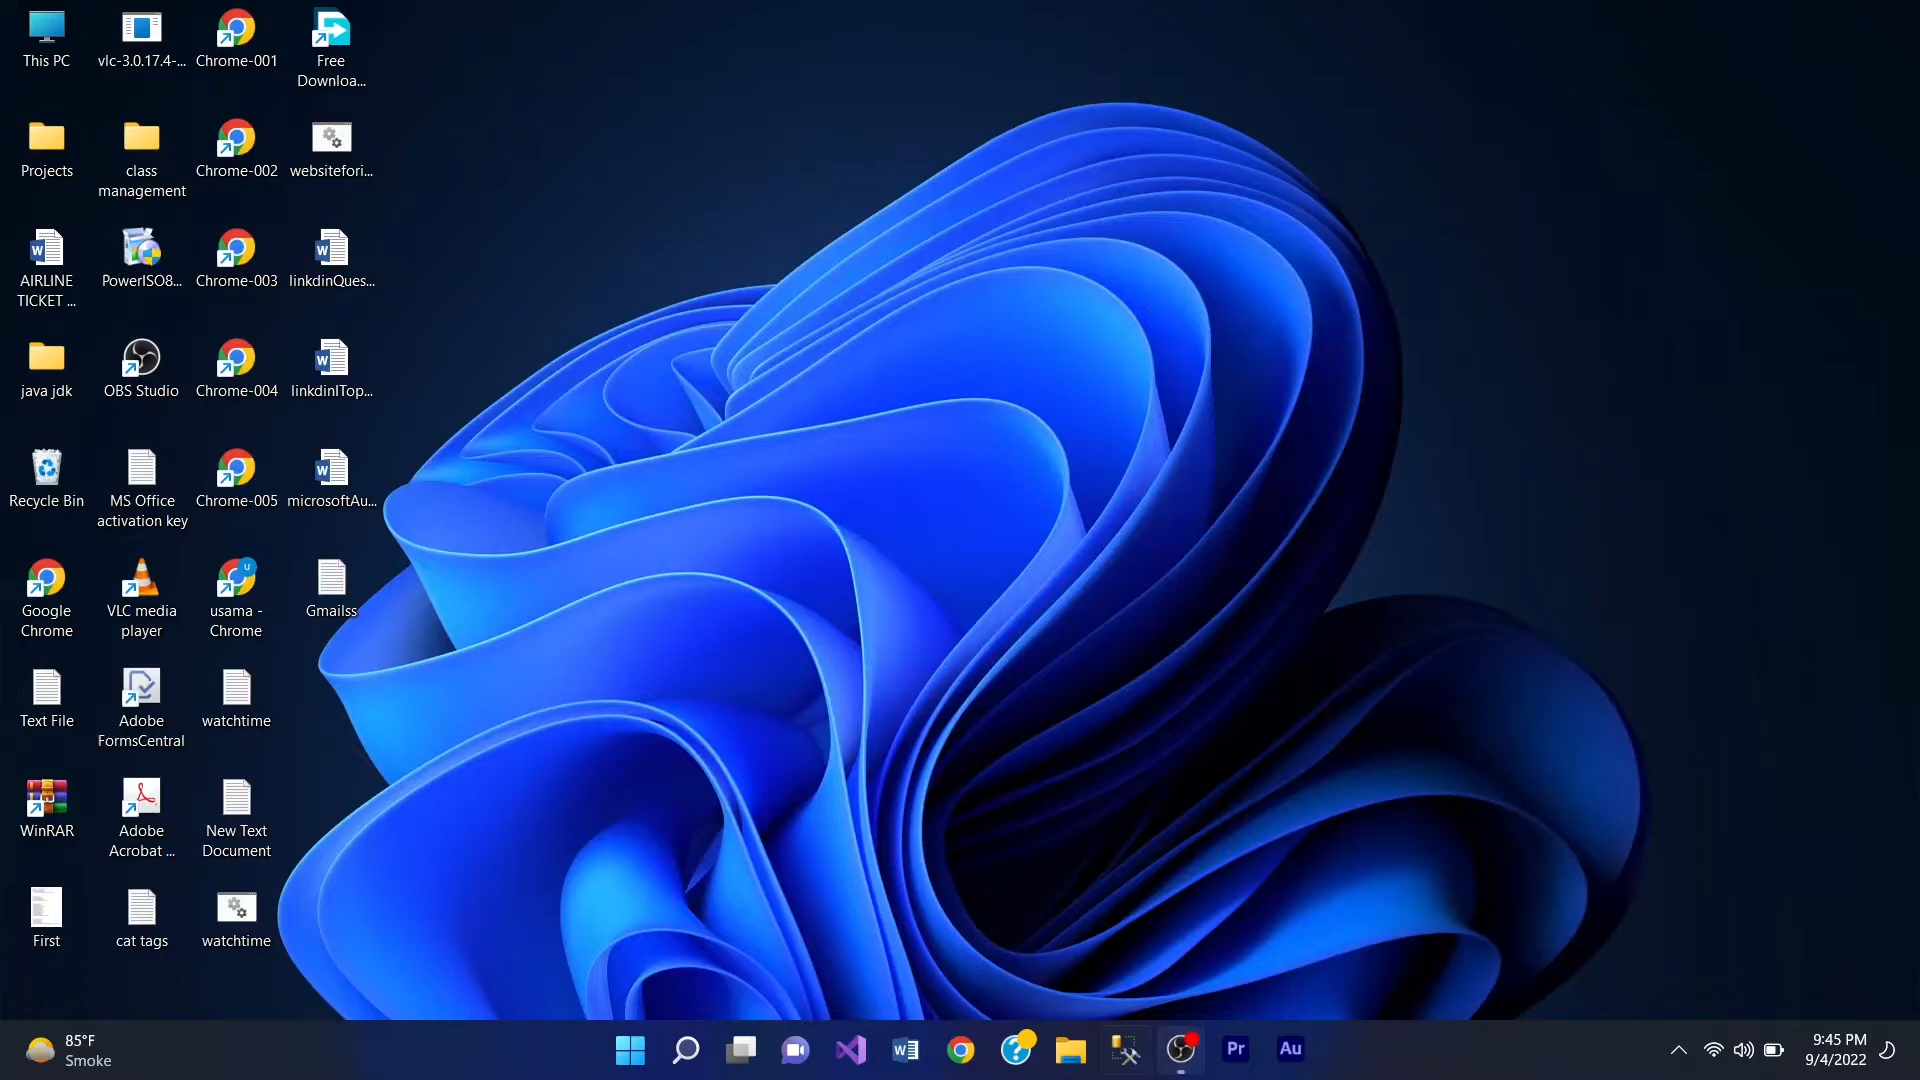 This PC
vlc-3.0.17.4-...
Chrome-001
Free
Downloa...
Projects
class
management
Chrome-002
websitefori...
AIRLINE
TICKET ...
PowerISO8...
Chrome-003
linkdinQues...
java jdk
OBS Studio
Chrome-004
linkdinITop...
Recycle Bin
MS Office
activation key
Chrome-005
microsoftAu...
Google
Chrome
VLC media
player
usama -
Chrome
Gmailss
Text File
Adobe
FormsCentral
watchtime
WinRAR
Adobe
Acrobat ...
New Text
Document
First
cat tags
watchtime
85°F
Smoke
Pr
Au
9:45 PM
9/4/2022